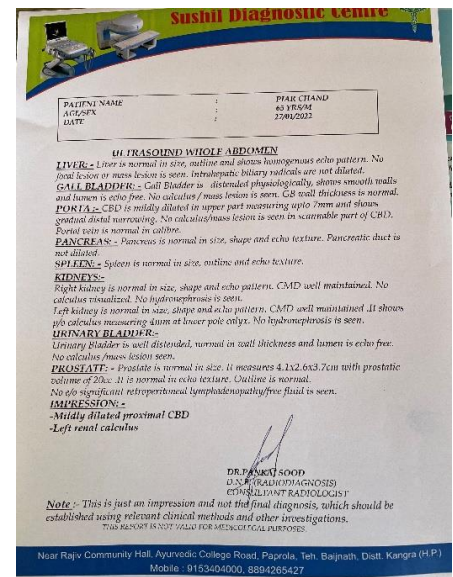 Sushil Diagnostic Centre
PATIENT NAME : PIAR CHAND
AGE/SEX : 65 YRS/M
DATE : 27/01/2022
ULTRASOUND WHOLE ABDOMEN
LIVER: - Liver is normal in size, outline and shows homogenous echo pattern. No
focal lesion or mass lesion is seen. Intrahepatic biliary radicals are not dilated.
GALL BLADDER: - Gall Bladder is distended physiologically, shows smooth walls
and lumen is echo free. No calculus / mass lesion is seen. GB wall thickness is normal.
PORTA :- CBD is mildly dilated in upper part measuring upto 7mm and shows
gradual distal narrowing. No calculus/mass lesion is seen in scannable part of CBD.
Portal vein is normal in calibre.
PANCREAS: - Pancreas is normal in size, shape and echo texture. Pancreatic duct is
not dilated.
SPLEEN: - Spleen is normal in size, outline and echo texture.
KIDNEYS:-
Right kidney is normal in size, shape and echo pattern. CMD well maintained. No
calculus visualized. No hydronephrosis is seen.
Left kidney is normal in size, shape and echo pattern. CMD well maintained .It shows
p/o calculus measuring 4mm at lower pole calyx. No hydronephrosis is seen.
URINARY BLADDER:-
Urinary Bladder is well distended, normal in wall thickness and lumen is echo free.
No calculus /mass lesion seen.
PROSTATE: - Prostate is normal in size. It measures 4.1x2.6x3.7cm with prostatic
volume of 20cc .It is normal in echo texture. Outline is normal.
No e/o significant retroperitoneal lymphadenopathy/free fluid is seen.
IMPRESSION: -
-Mildly dilated proximal CBD
-Left renal calculus
DR.PANKAJ SOOD
D.N.B (RADIODIAGNOSIS)
CONSULTANT RADIOLOGIST
Note :- This is just an impression and not the final diagnosis, which should be
established using relevant clinical methods and other investigations.
THIS REPORT IS NOT VALID FOR MEDICOLEGAL PURPOSES.
Near Rajiv Community Hall, Ayurvedic College Road, Paprola, Teh. Baijnath, Distt. Kangra (H.P.)
Mobile : 9153404000, 8894265427